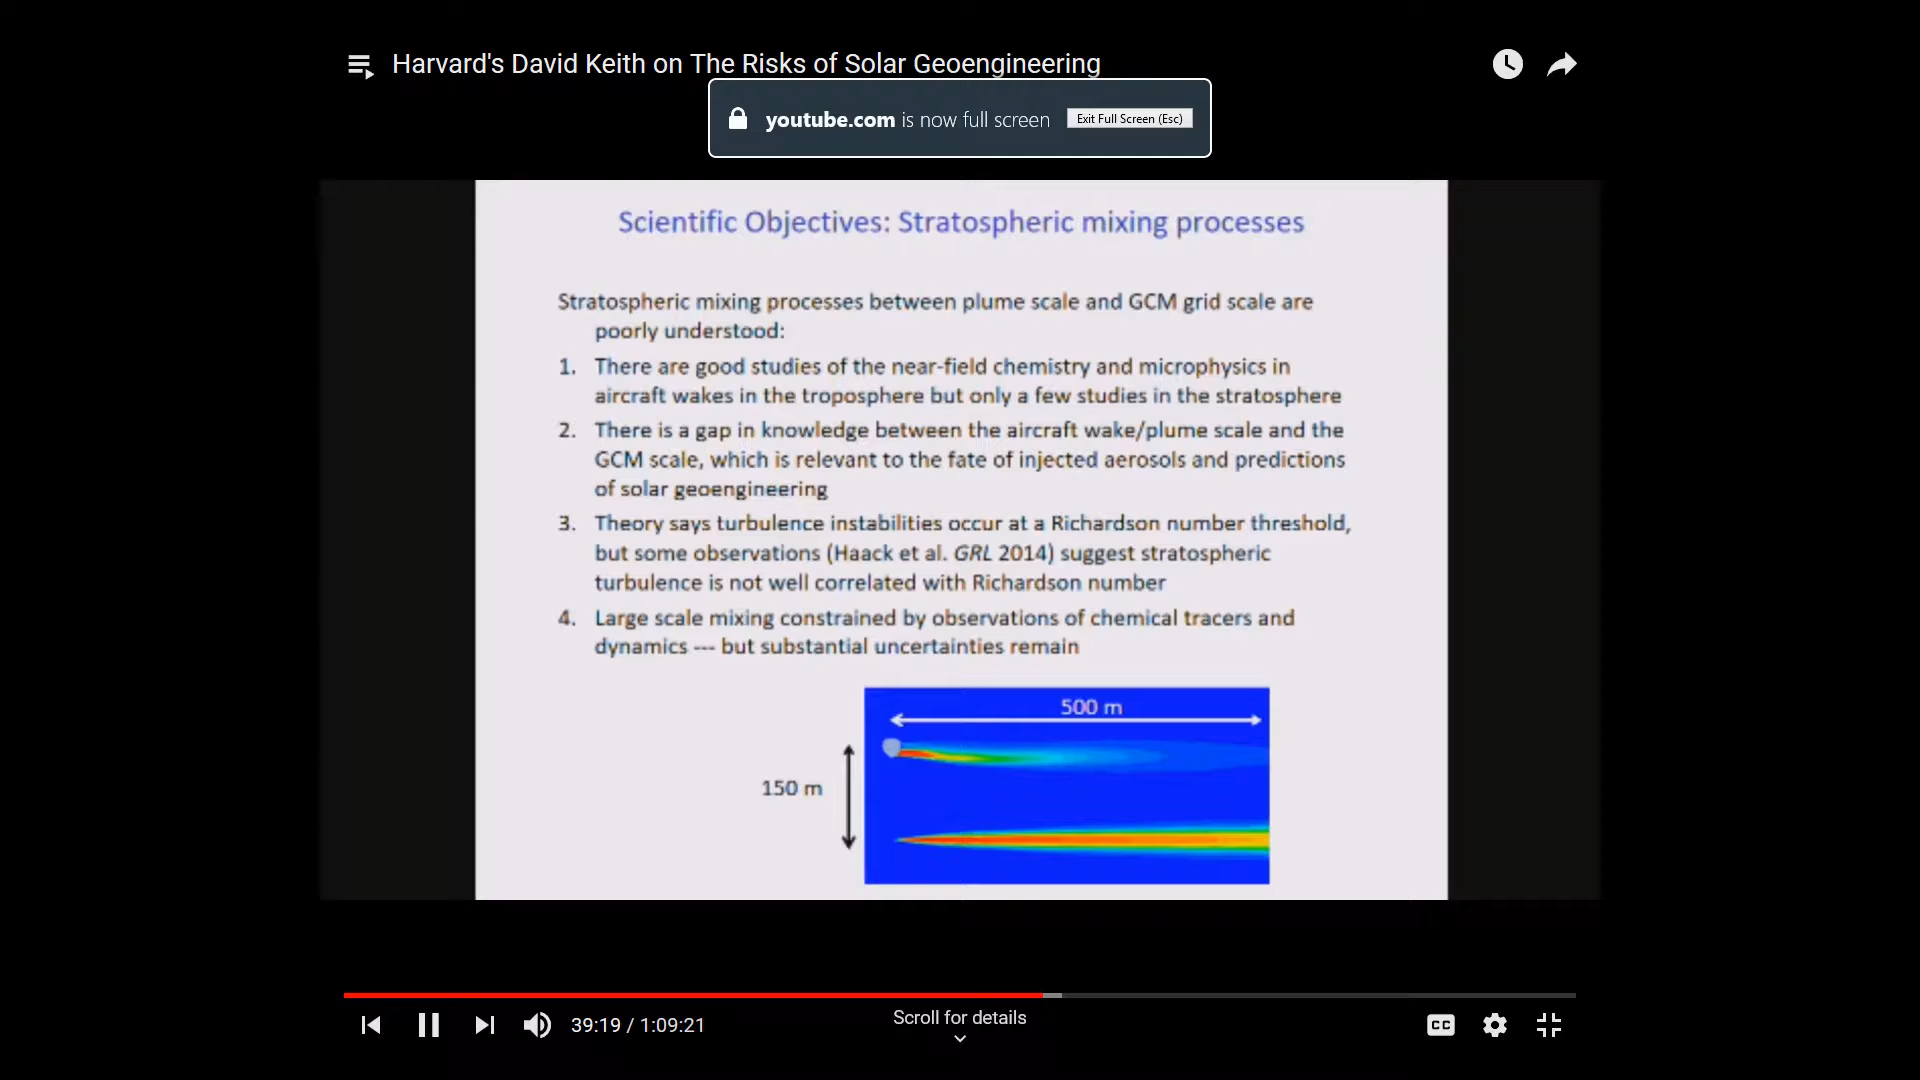 Harvard's David Keith on The Risks of Solar Geoengineering
youtube.com is now full screen Exit Full Screen (Esc)
Scientific Objectives: Stratospheric mixing processes
Stratospheric mixing processes between plume scale and GCM grid scale are
poorly understood:
1. There are good studies of the near-field chemistry and microphysics in
aircraft wakes in the troposphere but only a few studies in the stratosphere
2. There is a gap in knowledge between the aircraft wake/plume scale and the
GCM scale, which is relevant to the fate of injected aerosols and predictions
of solar geoengineering
3. Theory says turbulence instabilities occur at a Richardson number threshold,
but some observations (Haack et al. GRL 2014) suggest stratospheric
turbulence is not well correlated with Richardson number
4. Large scale mixing constrained by observations of chemical tracers and
dynamics --- but substantial uncertainties remain
500 m
150 m
39:19 / 1:09:21
Scroll for details
CC